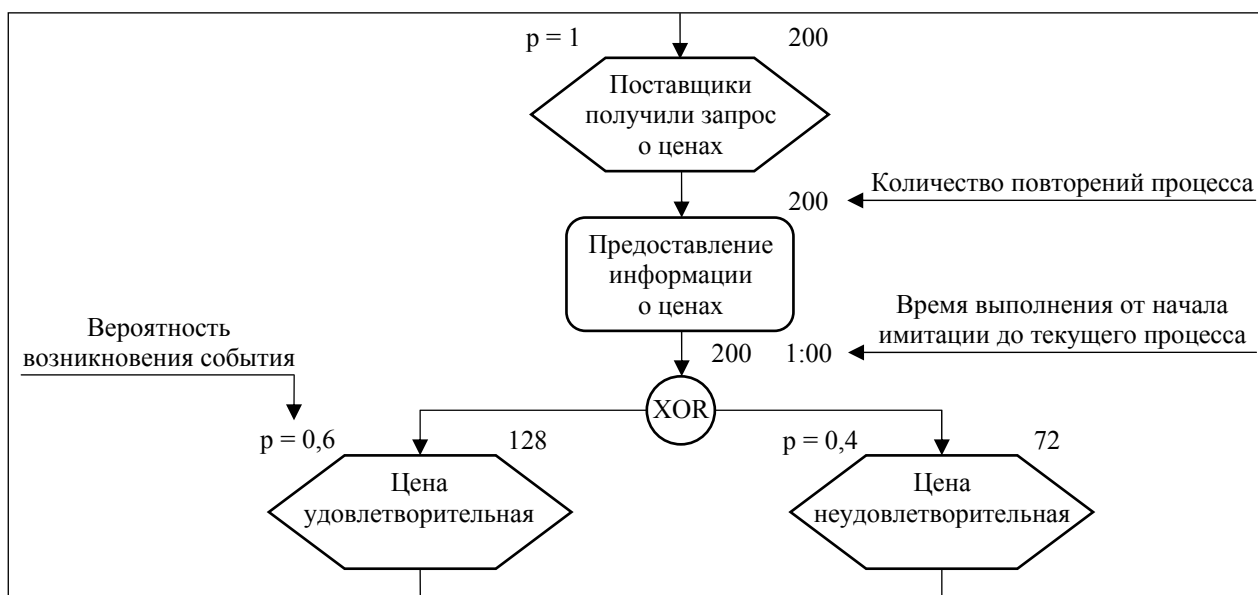 p = 1
200
Поставщики
получили запрос
о ценах
Количество повторений процесса
200
Предоставление
информации
о ценах
Время выполнения от начала
имитации до текущего процесса
Вероятность
возникновения события
200
1:00
XOR
p = 0,6
128
p = 0,4
72
Цена
удовлетворительная
Цена
неудовлетворительная